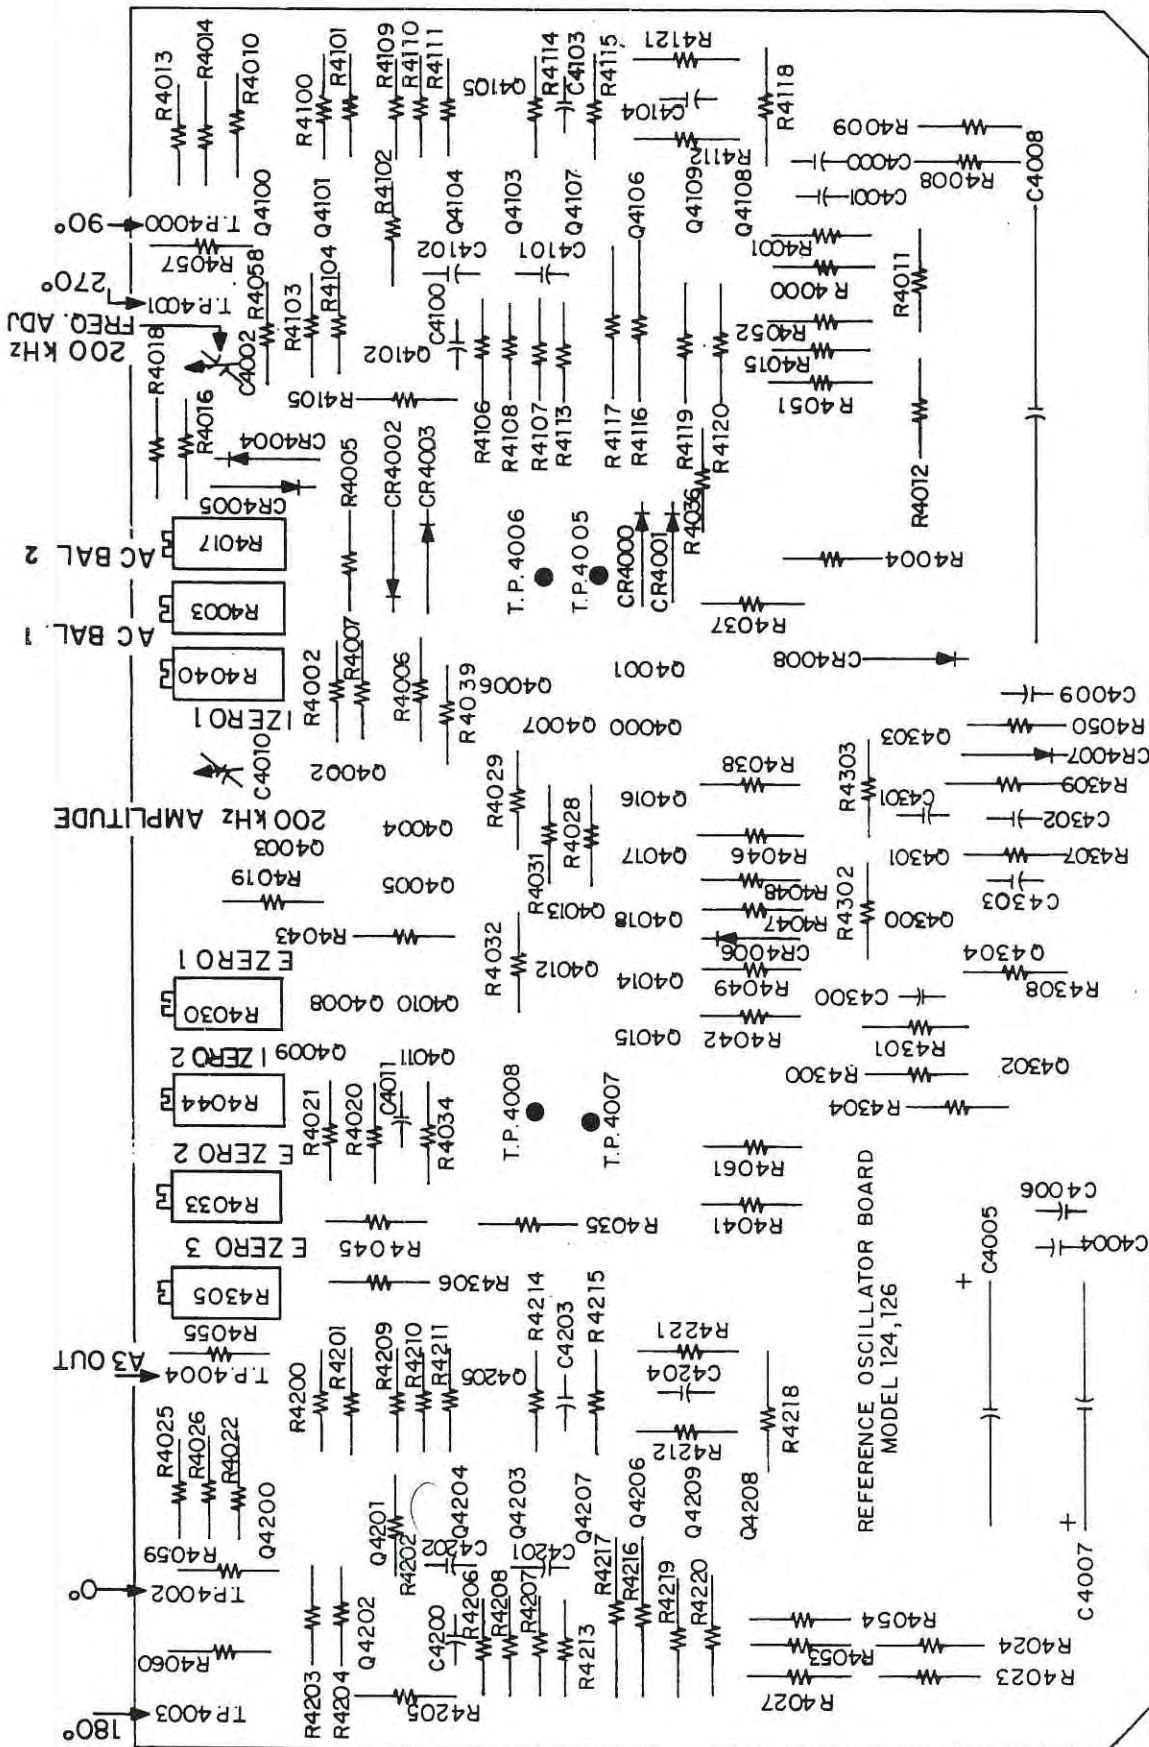 R4013
R4014
R4010
R4100
R4101
R4109
R4110
R4111
Q4105
R4114
C4103
R4115
R4121
C4104
R4112
R4118
R4009
C4000
R4008
C4001
C4008
90°
T.P.4000
R4057
Q4100
Q4101
R4102
Q4104
Q4103
Q4107
Q4106
Q4109
Q4108
R4001
R4000
R4011
270°
T.P.4001
R4058
R4103
R4104
C4102
C4101
C4100
Q4102
R4052
R4015
R4051
200 kHz
FREQ. ADJ
R4018
C4002
R4016
CR4004
CR4005
R4105
R4106
R4108
R4107
R4113
R4117
R4116
R4119
R4120
R4036
R4012
R4005
CR4002
CR4003
T.P.4006
T.P.4005
CR4000
CR4001
R4004
R4037
CR4008
AC BAL 2
R4017
AC BAL. 1
R4003
R4040
I ZERO 1
R4002
R4007
R4006
R4039
Q4006
Q4001
Q4007
Q4000
C4009
R4050
CR4007
Q4303
R4303
C4301
R4309
C4302
C4010
Q4002
200 kHz AMPLITUDE
Q4003
R4019
Q4004
Q4005
R4029
R4031
R4028
Q4016
R4038
Q4017
R4046
R4048
R4047
Q4013
Q4018
CR4006
R4302
Q4301
Q4300
R4307
C4303
Q4304
R4308
R4043
R4032
Q4012
Q4014
R4049
C4300
R4042
Q4015
R4301
R4300
Q4302
R4304
E ZERO 1
R4030
Q4008
Q4010
I ZERO 2
Q4009
Q4011
R4044
R4021
R4020
C4011
R4034
T.P.4008
T.P.4007
R4061
R4041
E ZERO 2
R4033
R4045
R4035
E ZERO 3
R4305
R4306
REFERENCE OSCILLATOR BOARD
MODEL 124,126
+
C4005
C4006
C4004
A3 OUT
R4055
T.P.4004
R4200
R4201
R4209
R4210
R4211
Q4205
R4214
C4203
R4215
R4221
C4204
R4212
R4218
R4025
R4026
R4022
Q4200
R4059
0°
T.P.4002
Q4201
R4202
Q4204
C4202
Q4203
C4201
Q4207
Q4206
Q4209
Q4208
+
C4007
Q4202
C4200
R4206
R4208
R4207
R4213
R4217
R4216
R4219
R4220
R4054
R4053
R4024
R4023
R4027
R4060
R4203
R4204
R4205
180°
T.P.4003